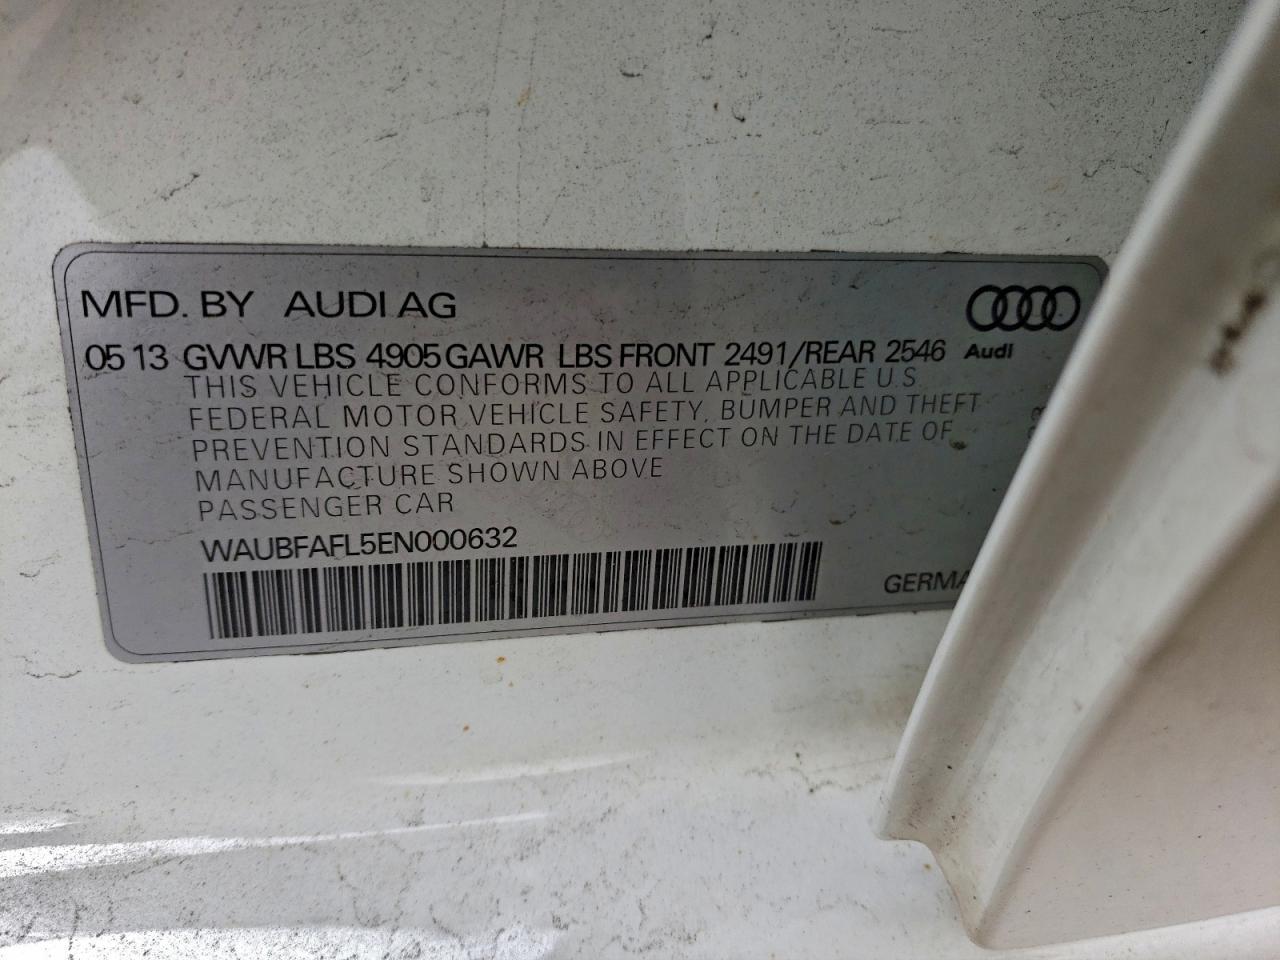 MFD. BY AUDI AG
05 13 GVWR LBS 4905 GAWR LBS FRONT 2491/REAR 2546 Audi
THIS VEHICLE CONFORMS TO ALL APPLICABLE U.S.
FEDERAL MOTOR VEHICLE SAFETY, BUMPER AND THEFT
PREVENTION STANDARDS IN EFFECT ON THE DATE OF
MANUFACTURE SHOWN ABOVE
PASSENGER CAR
WAUBFAFL5EN000632
GERMA